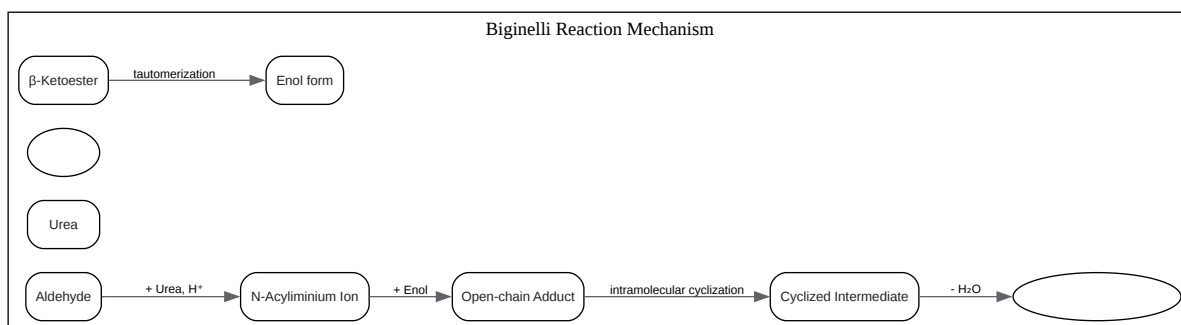 Biginelli Reaction Mechanism
β-Ketoester
tautomerization
Enol form
Urea
Aldehyde
+ Urea, H⁺
N-Acyliminium Ion
+ Enol
Open-chain Adduct
intramolecular cyclization
Cyclized Intermediate
- H₂O